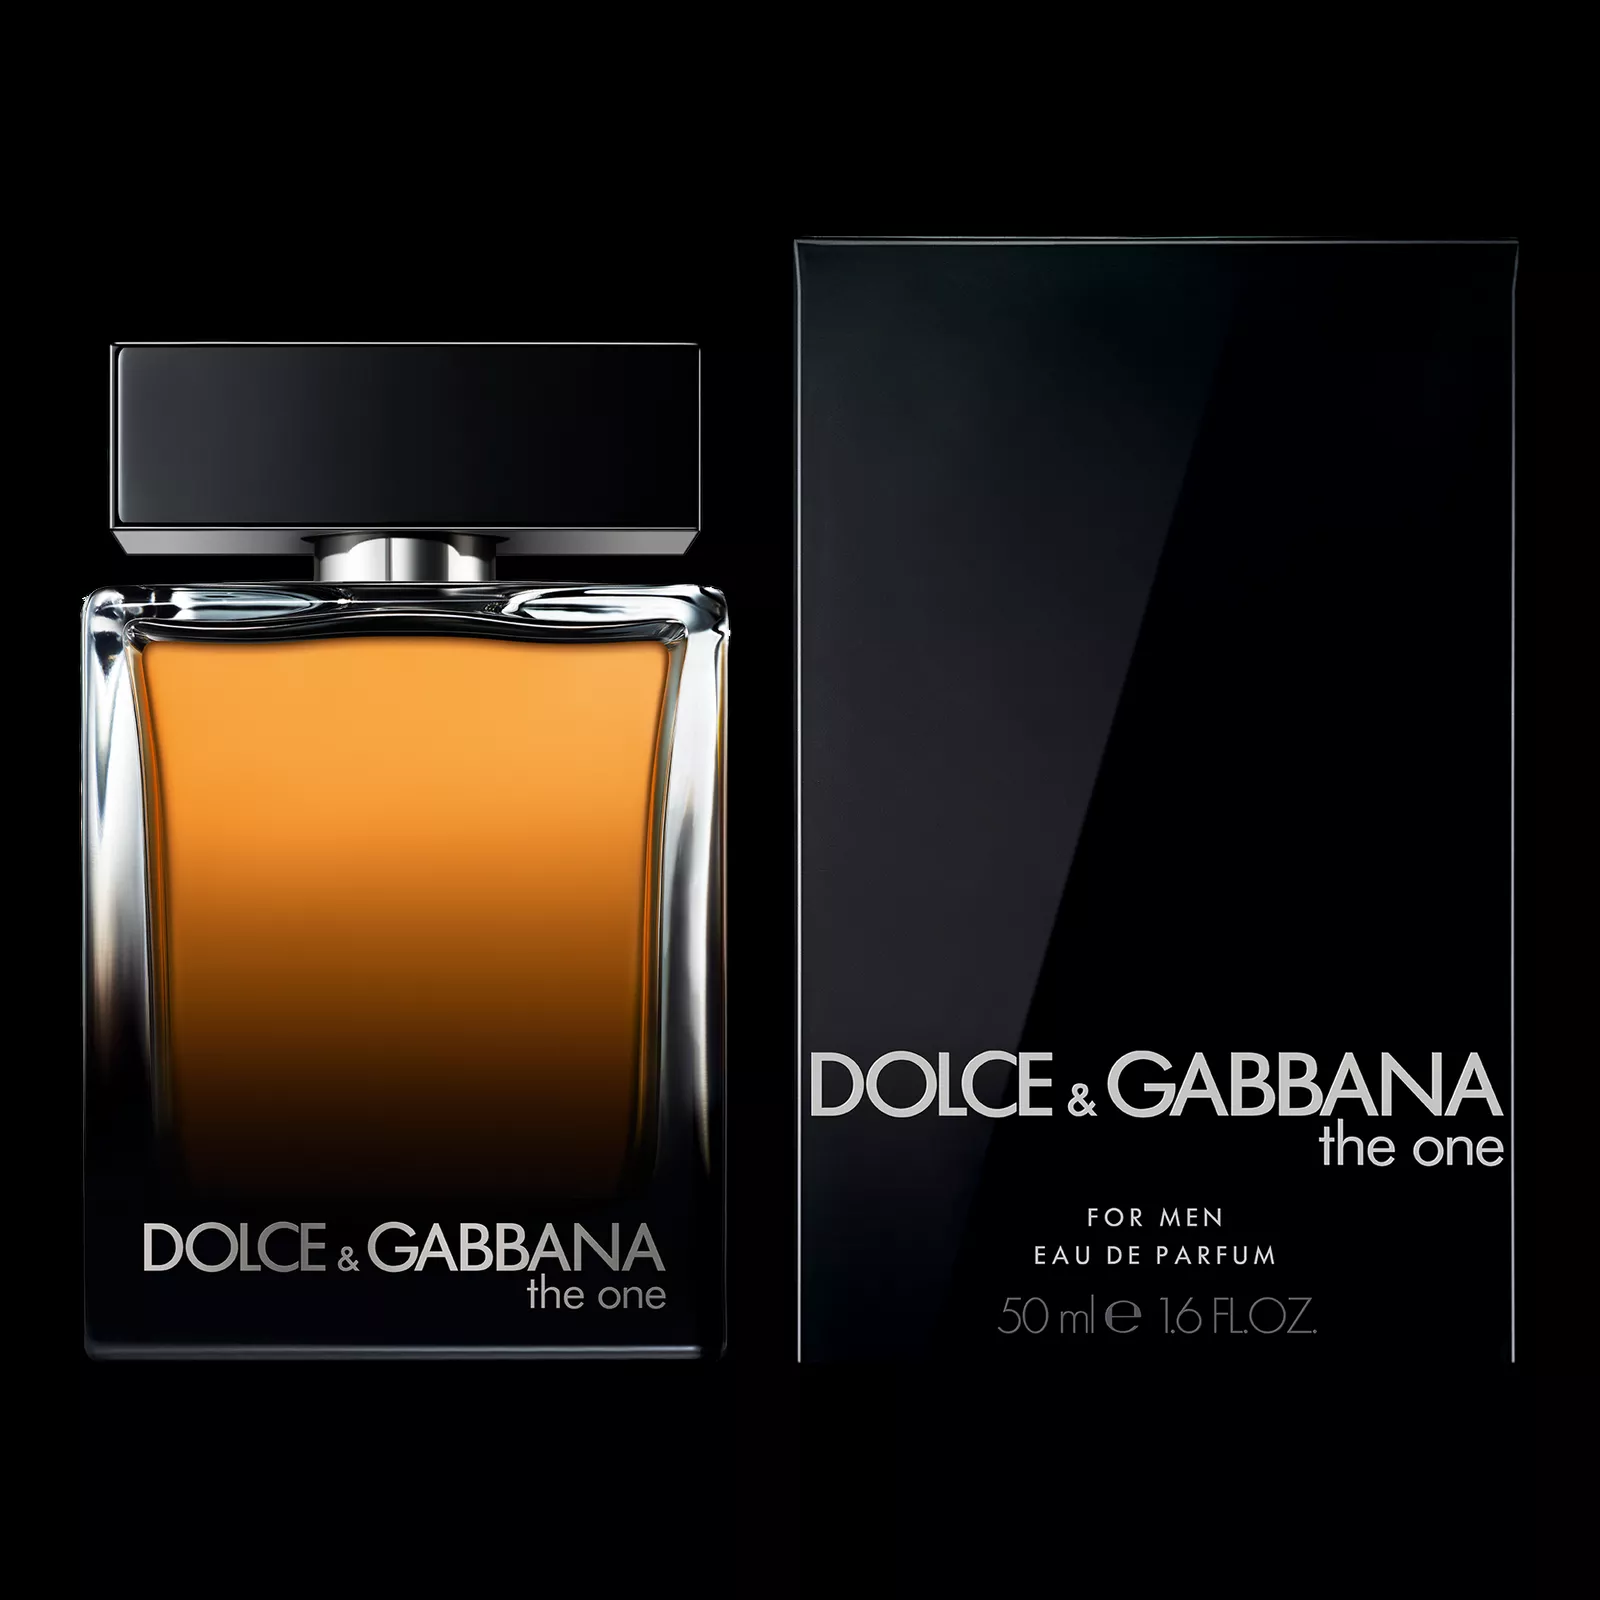 DOLCE & GABBANA
the one
DOLCE & GABBANA
the one
FOR MEN
EAU DE PARFUM
50 ml ℮ 1.6 FL.OZ.